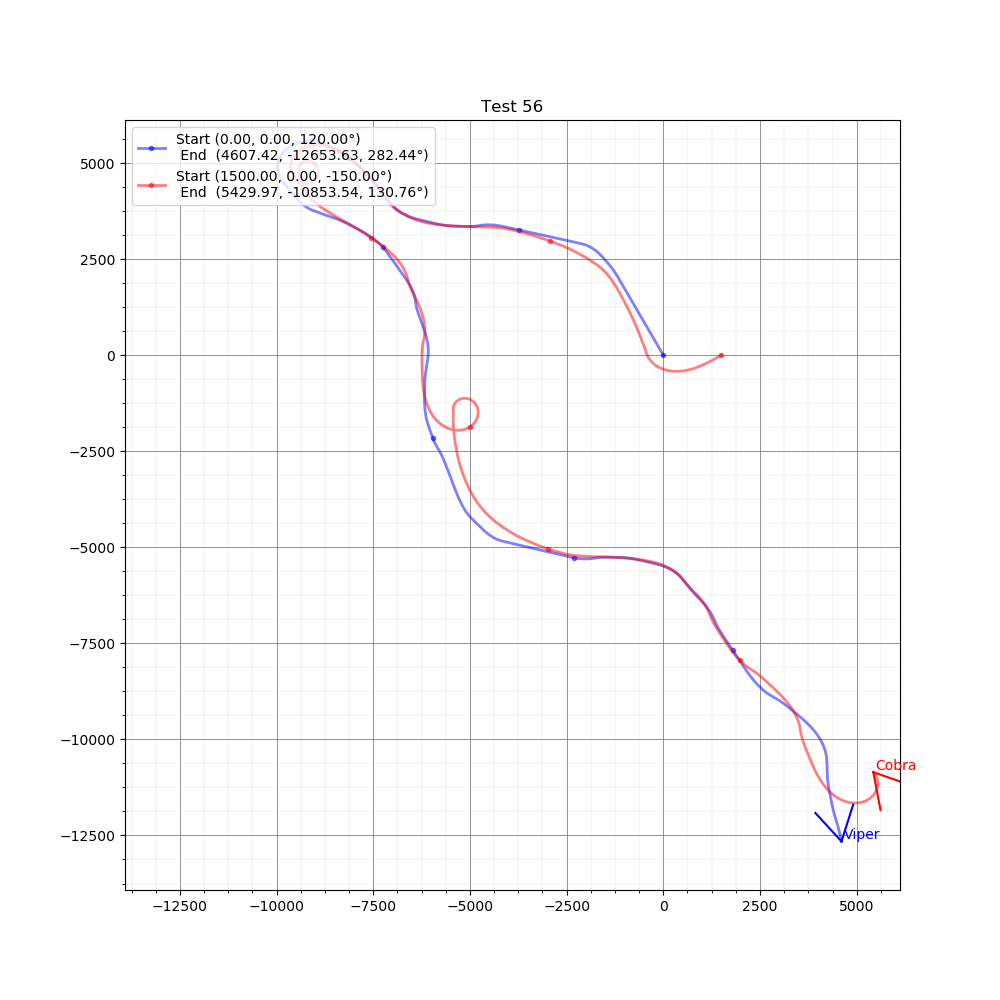 Test 56
Start (0.00, 0.00, 120.00°)
End (4607.42, -12653.63, 282.44°)
Start (1500.00, 0.00, -150.00°)
End (5429.97, -10853.54, 130.76°)
5000
2500
0
−2500
−5000
−7500
−10000
−12500
Cobra
Viper
−12500 −10000 −7500 −5000 −2500 0 2500 5000